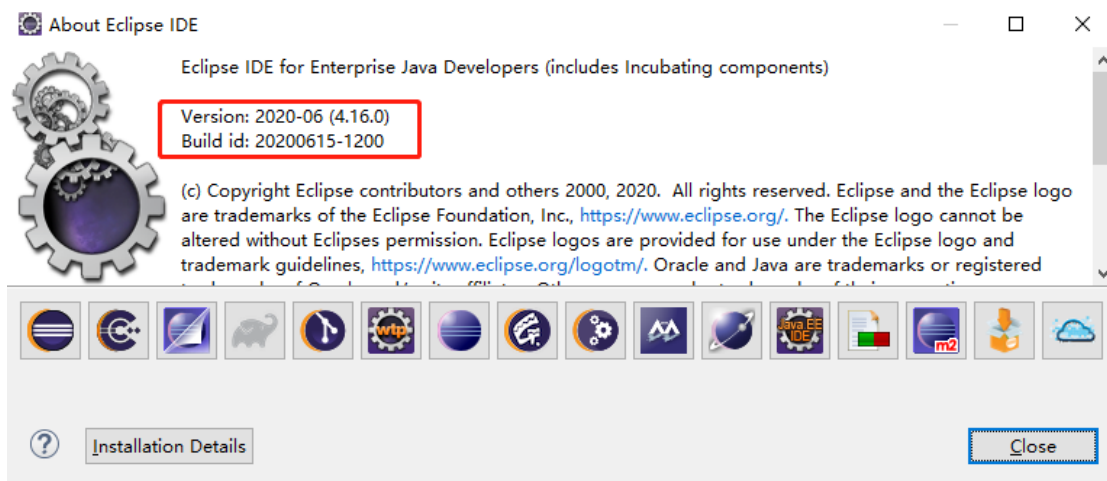 About Eclipse IDE
Eclipse IDE for Enterprise Java Developers (includes Incubating components)
Version: 2020-06 (4.16.0)
Build id: 20200615-1200
(c) Copyright Eclipse contributors and others 2000, 2020.  All rights reserved. Eclipse and the Eclipse logo
are trademarks of the Eclipse Foundation, Inc., https://www.eclipse.org/. The Eclipse logo cannot be
altered without Eclipses permission. Eclipse logos are provided for use under the Eclipse logo and
trademark guidelines, https://www.eclipse.org/logotm/. Oracle and Java are trademarks or registered
wtp
Java EE
IDE
m2
Installation Details
Close